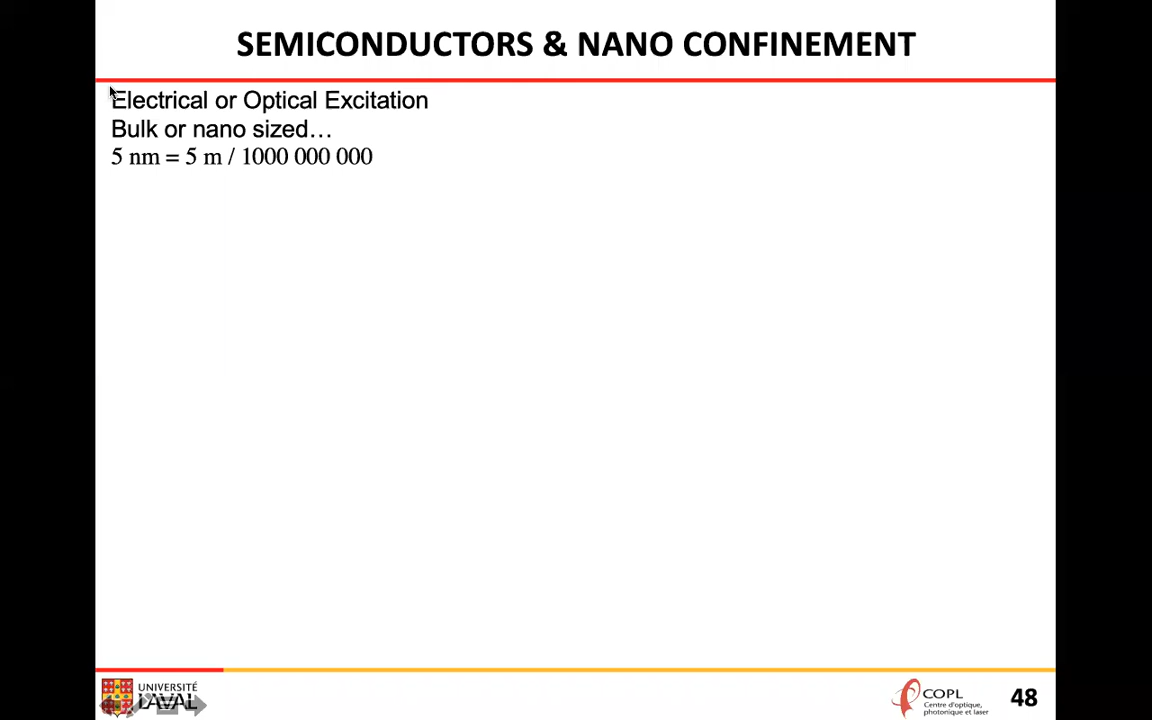 SEMICONDUCTORS & NANO CONFINEMENT
Electrical or Optical Excitation
Bulk or nano sized…
5 nm = 5 m / 1000 000 000
UNIVERSITÉ
LAVAL
COPL
Centre d'optique,
photonique et laser
48